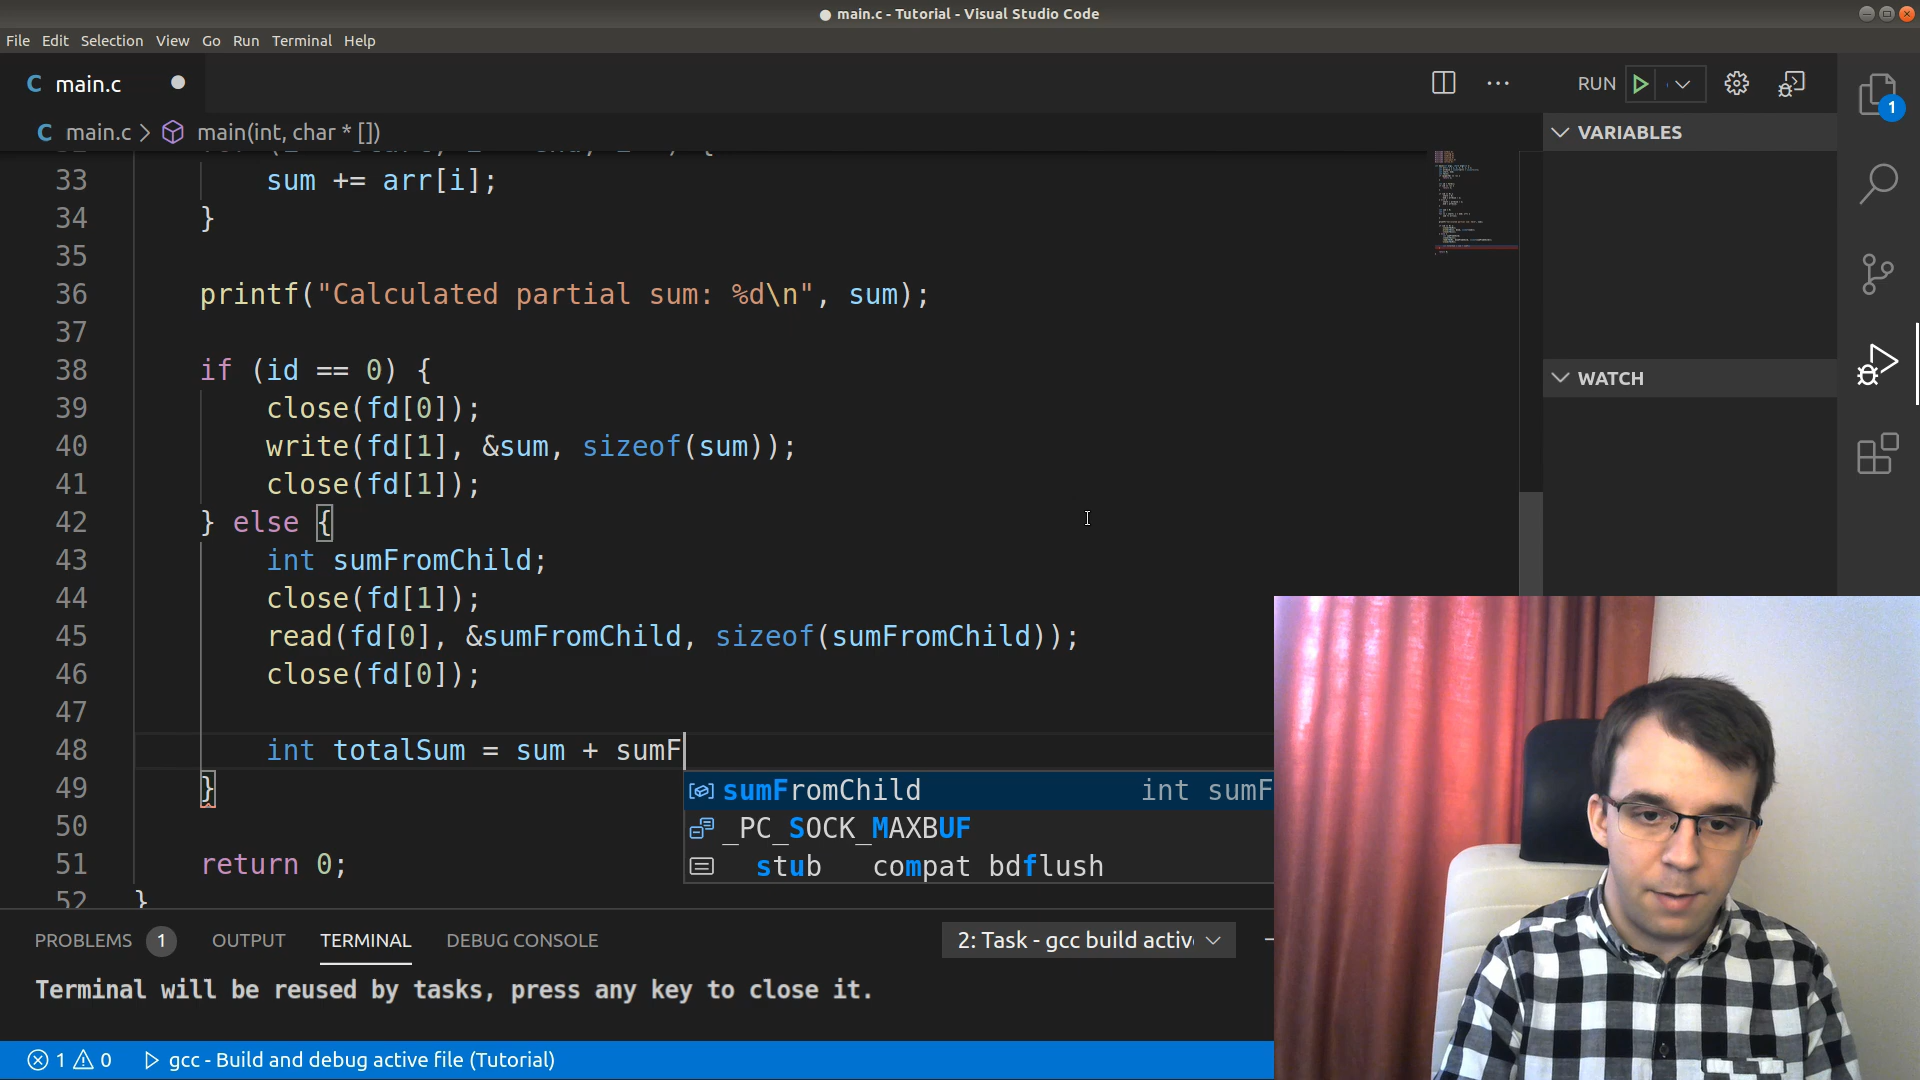 main.c - Tutorial - Visual Studio Code
File Edit Selection View Go Run Terminal Help
C main.c
RUN
1
C main.c > main(int, char * [])
VARIABLES
33 sum += arr[i];
34 }
35
36 printf("Calculated partial sum: %d\n", sum);
37
38 if (id == 0) {
WATCH
39 close(fd[0]);
40 write(fd[1], &sum, sizeof(sum));
41 close(fd[1]);
42 } else {
43 int sumFromChild;
44 close(fd[1]);
45 read(fd[0], &sumFromChild, sizeof(sumFromChild));
46 close(fd[0]);
47
48 int totalSum = sum + sumF
49 }
sumFromChild int sumF
50
_PC_SOCK_MAXBUF
51 return 0;
stub compat bdflush
52 }
PROBLEMS 1 OUTPUT TERMINAL DEBUG CONSOLE
2: Task - gcc build activ
Terminal will be reused by tasks, press any key to close it.
1 0 gcc - Build and debug active file (Tutorial)